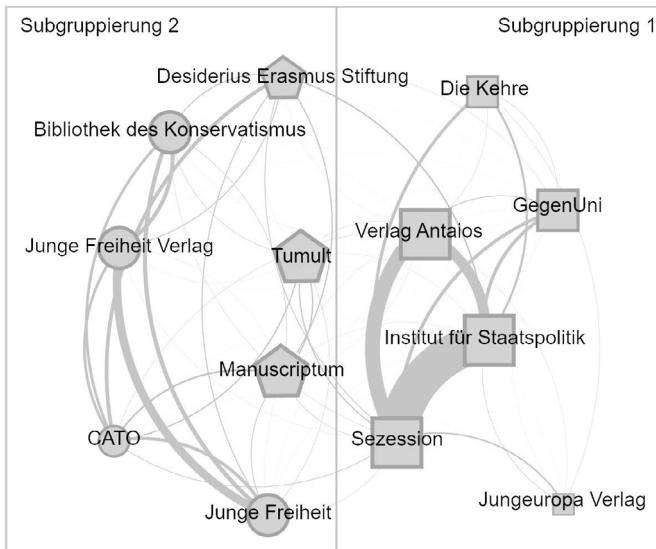 Subgruppierung 2
Subgruppierung 1
Desiderius Erasmus Stiftung
Die Kehre
Bibliothek des Konservatismus
GegenUni
Verlag Antaios
Junge Freiheit Verlag
Tumult
Institut für Staatspolitik
Manuscriptum
CATO
Sezession
Jungeuropa Verlag
Junge Freiheit